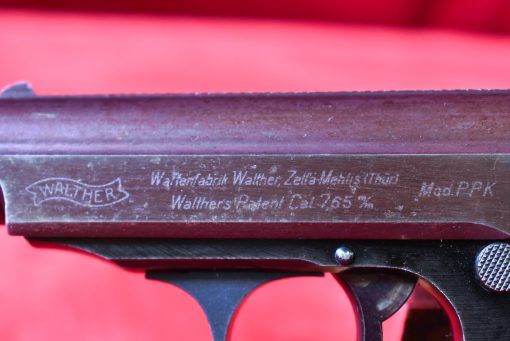 WALTHER
Waffenfabrik Walther, Zella-Mehlis (Thür)
Walther's Patent Cal. 7,65 m/m
Mod. PPK